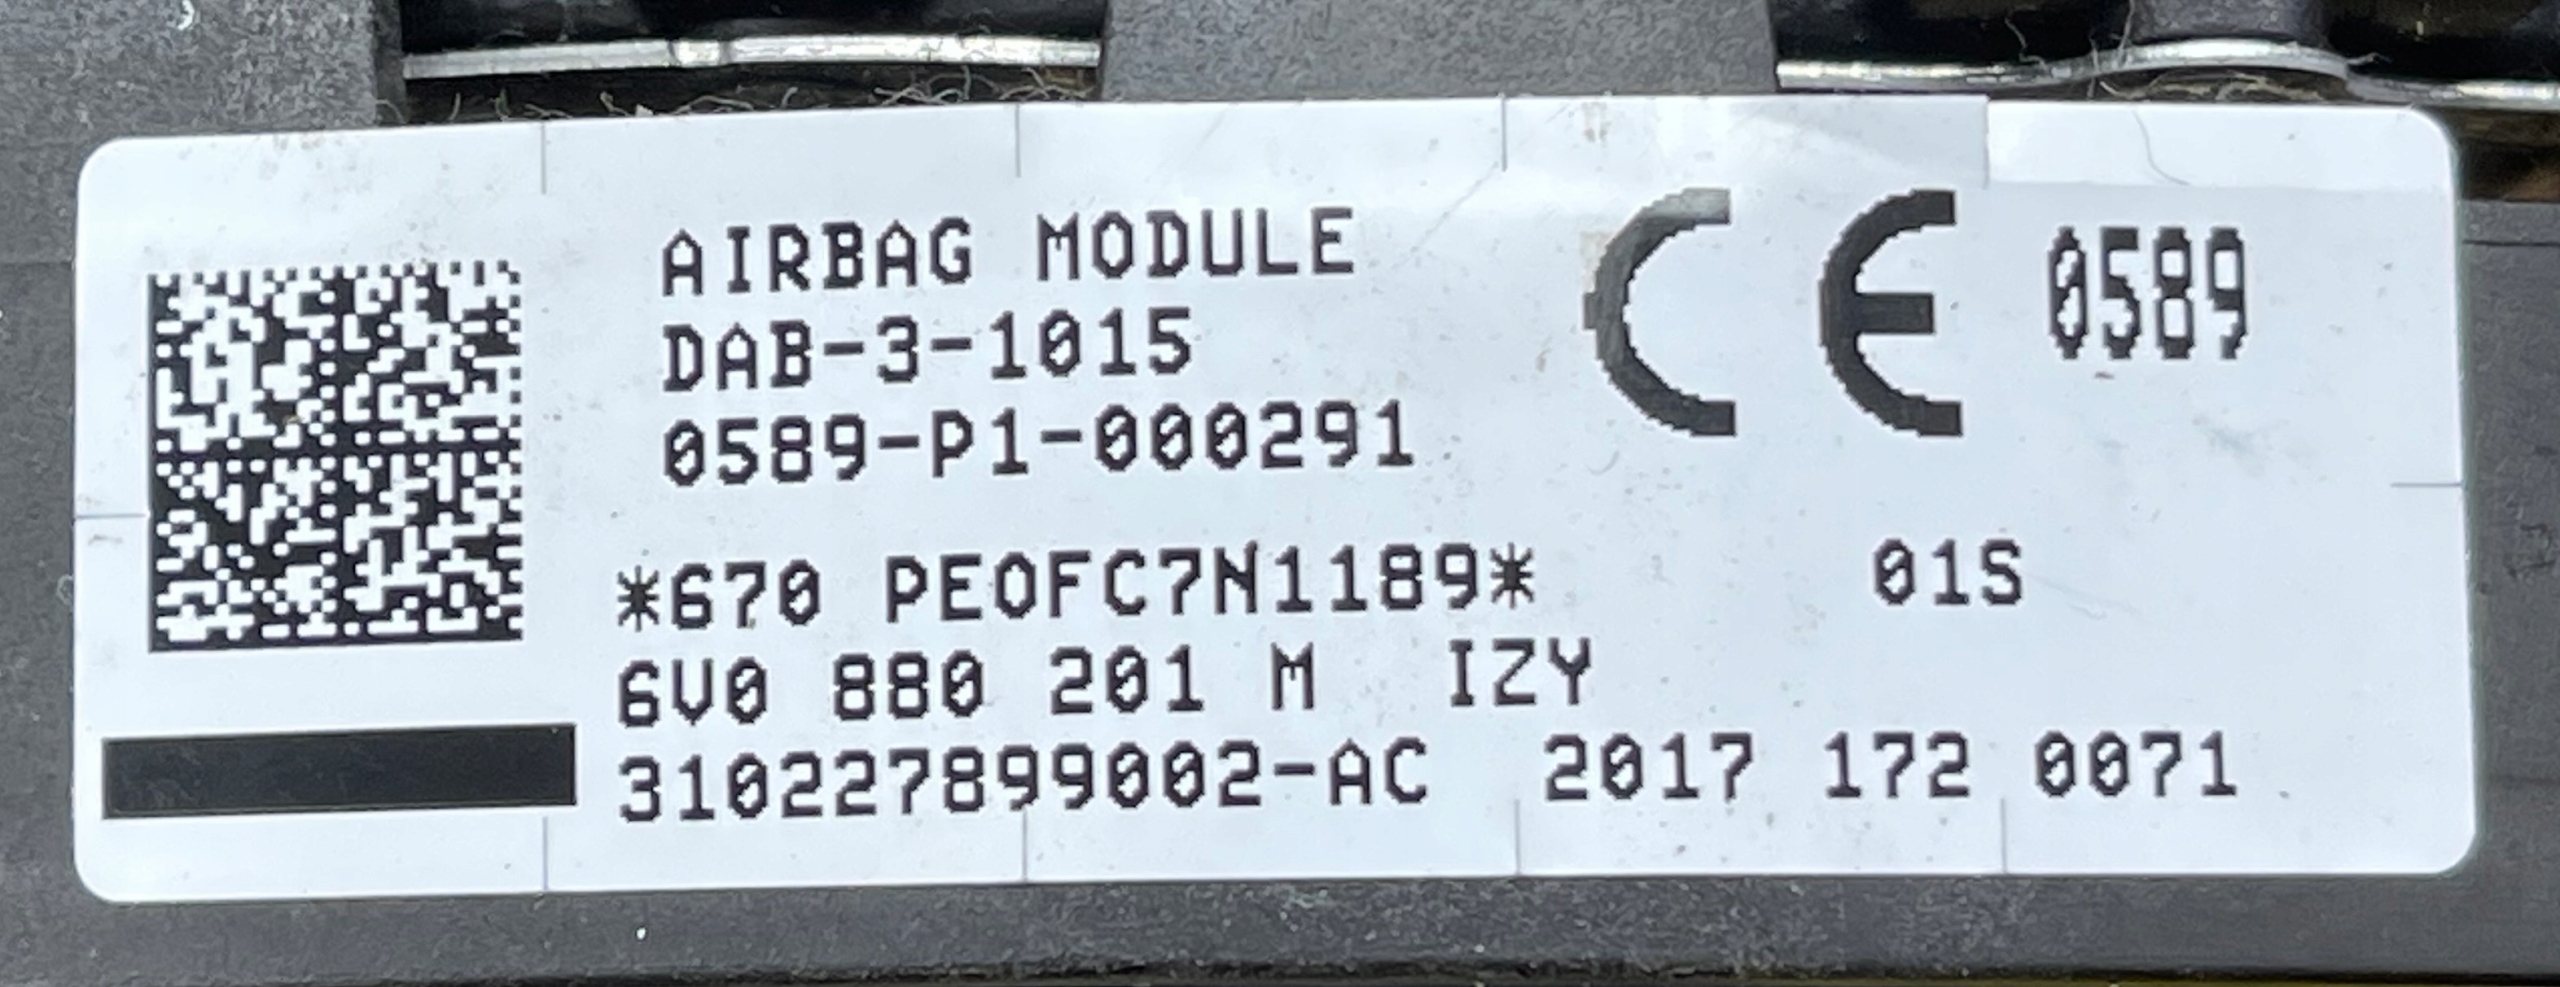 AIRBAG MODULE
DAB-3-1015
0589-P1-000291
CE 0589
*670 PEOFC7N1189* 01S
6V0 880 201 M IZY
310227899002-AC 2017 172 0071